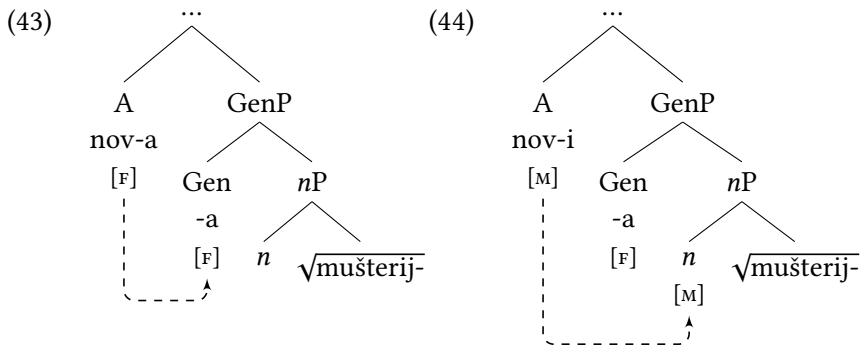 (43) ... (44) ...
A GenP A GenP
nov-a nov-i
[F] Gen nP [M] Gen nP
-a -a
[F] n √mušterij- [F] n √mušterij-
[M]